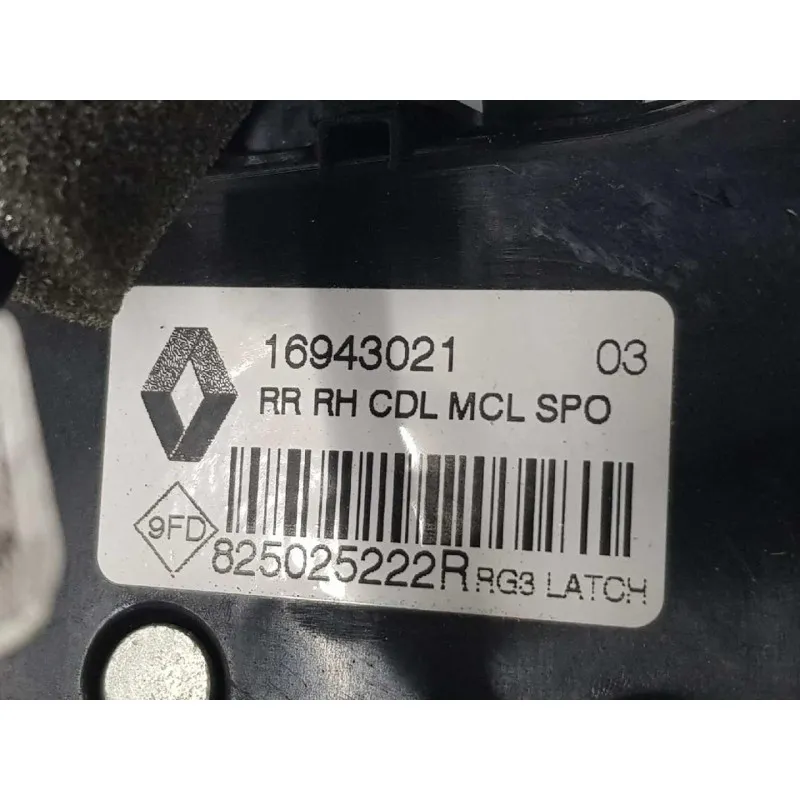 16943021 03
RR RH CDL MCL SPO
9FD
825025222R RG3 LATCH